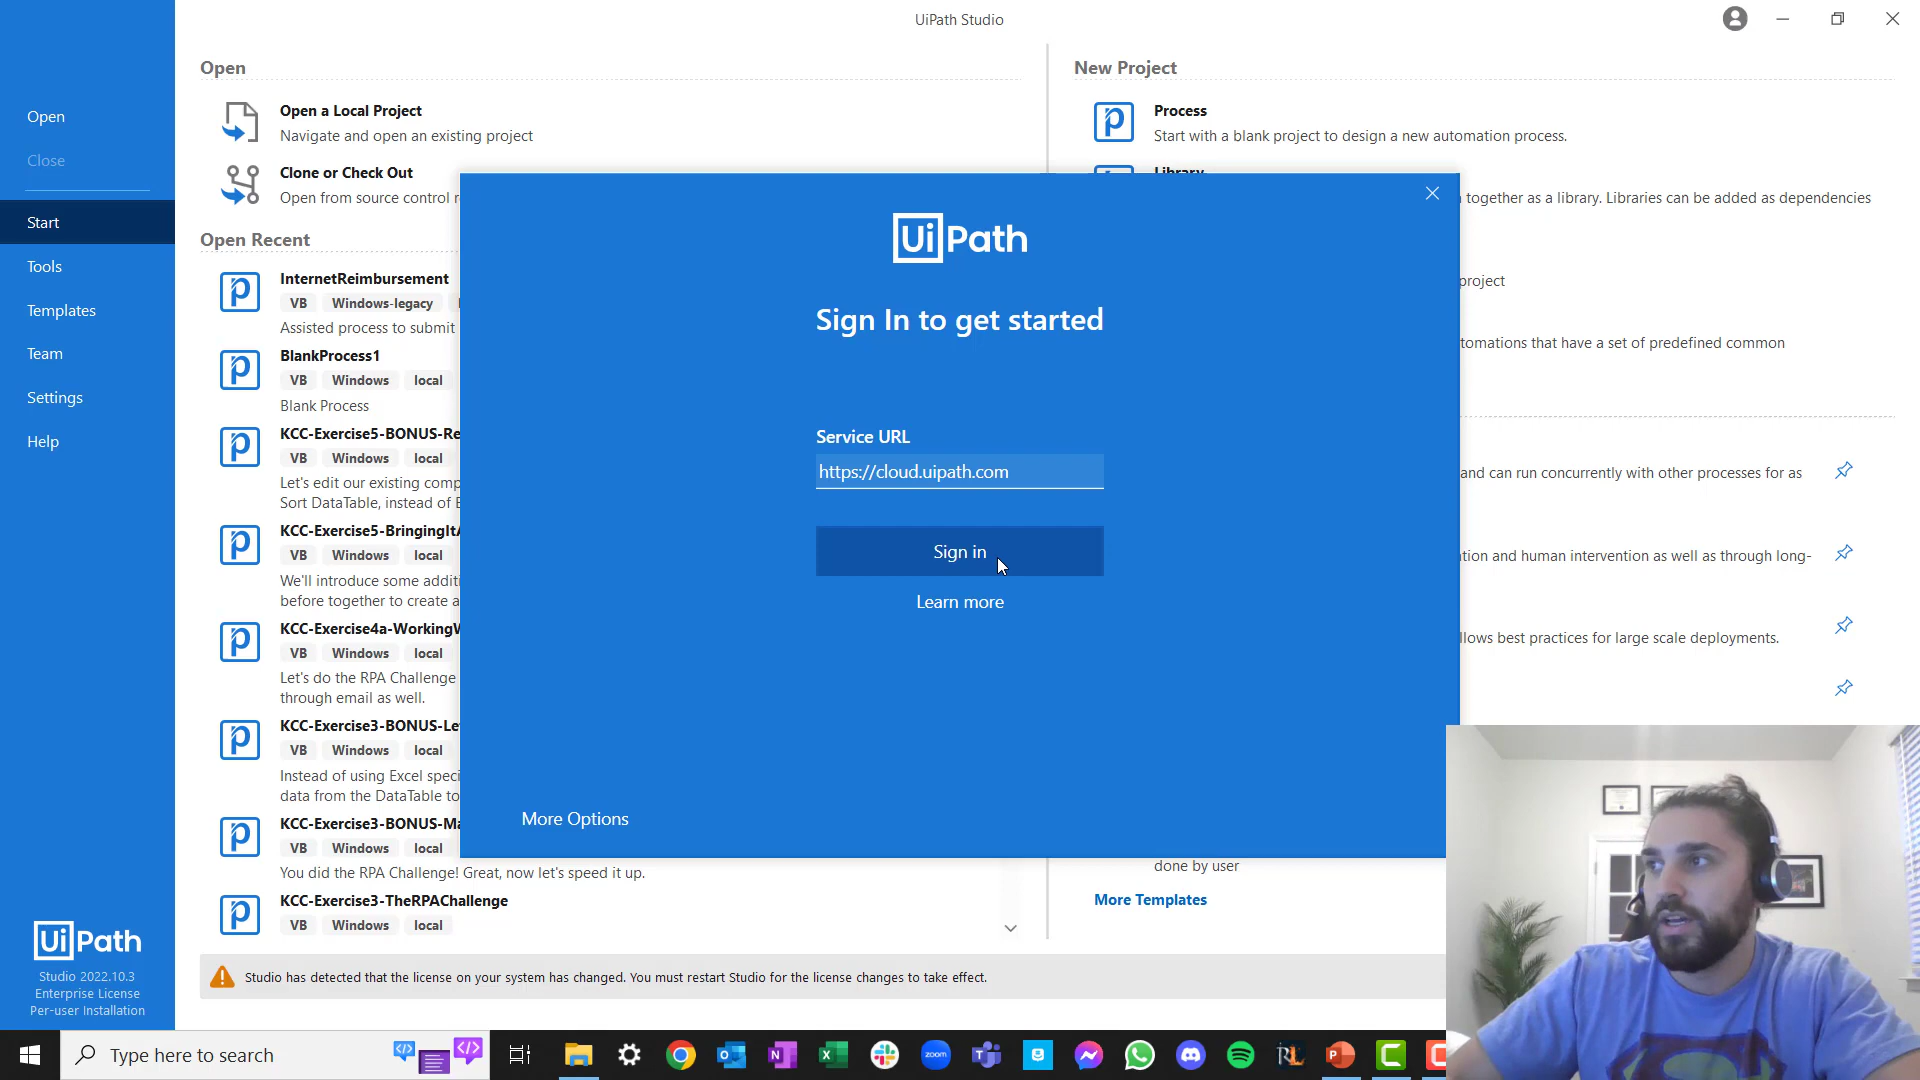 UiPath Studio
Open
Close
Start
Tools
Templates
Team
Settings
Help
UiPath
Studio 2022.10.3
Enterprise License
Per-user Installation
Open
Open a Local Project
Navigate and open an existing project
Clone or Check Out
Open from source control r
Open Recent
InternetReimbursement
VB Windows-legacy
Assisted process to submit
BlankProcess1
VB Windows local
Blank Process
KCC-Exercise5-BONUS-Re
VB Windows local
Let's edit our existing comp
Sort DataTable, instead of E
KCC-Exercise5-BringingItA
VB Windows local
We'll introduce some additi
before together to create a
KCC-Exercise4a-WorkingW
VB Windows local
Let's do the RPA Challenge
through email as well.
KCC-Exercise3-BONUS-Le
VB Windows local
Instead of using Excel speci
data from the DataTable to
KCC-Exercise3-BONUS-Ma
VB Windows local
You did the RPA Challenge! Great, now let's speed it up.
KCC-Exercise3-TheRPAChallenge
VB Windows local
Studio has detected that the license on your system has changed. You must restart Studio for the license changes to take effect.
New Project
Process
Start with a blank project to design a new automation process.
Library
together as a library. Libraries can be added as dependencies
project
tomations that have a set of predefined common
and can run concurrently with other processes for as
tion and human intervention as well as through long-
llows best practices for large scale deployments.
done by user
More Templates
UiPath
Sign In to get started
Service URL
https://cloud.uipath.com
Sign in
Learn more
More Options
Type here to search
zoom